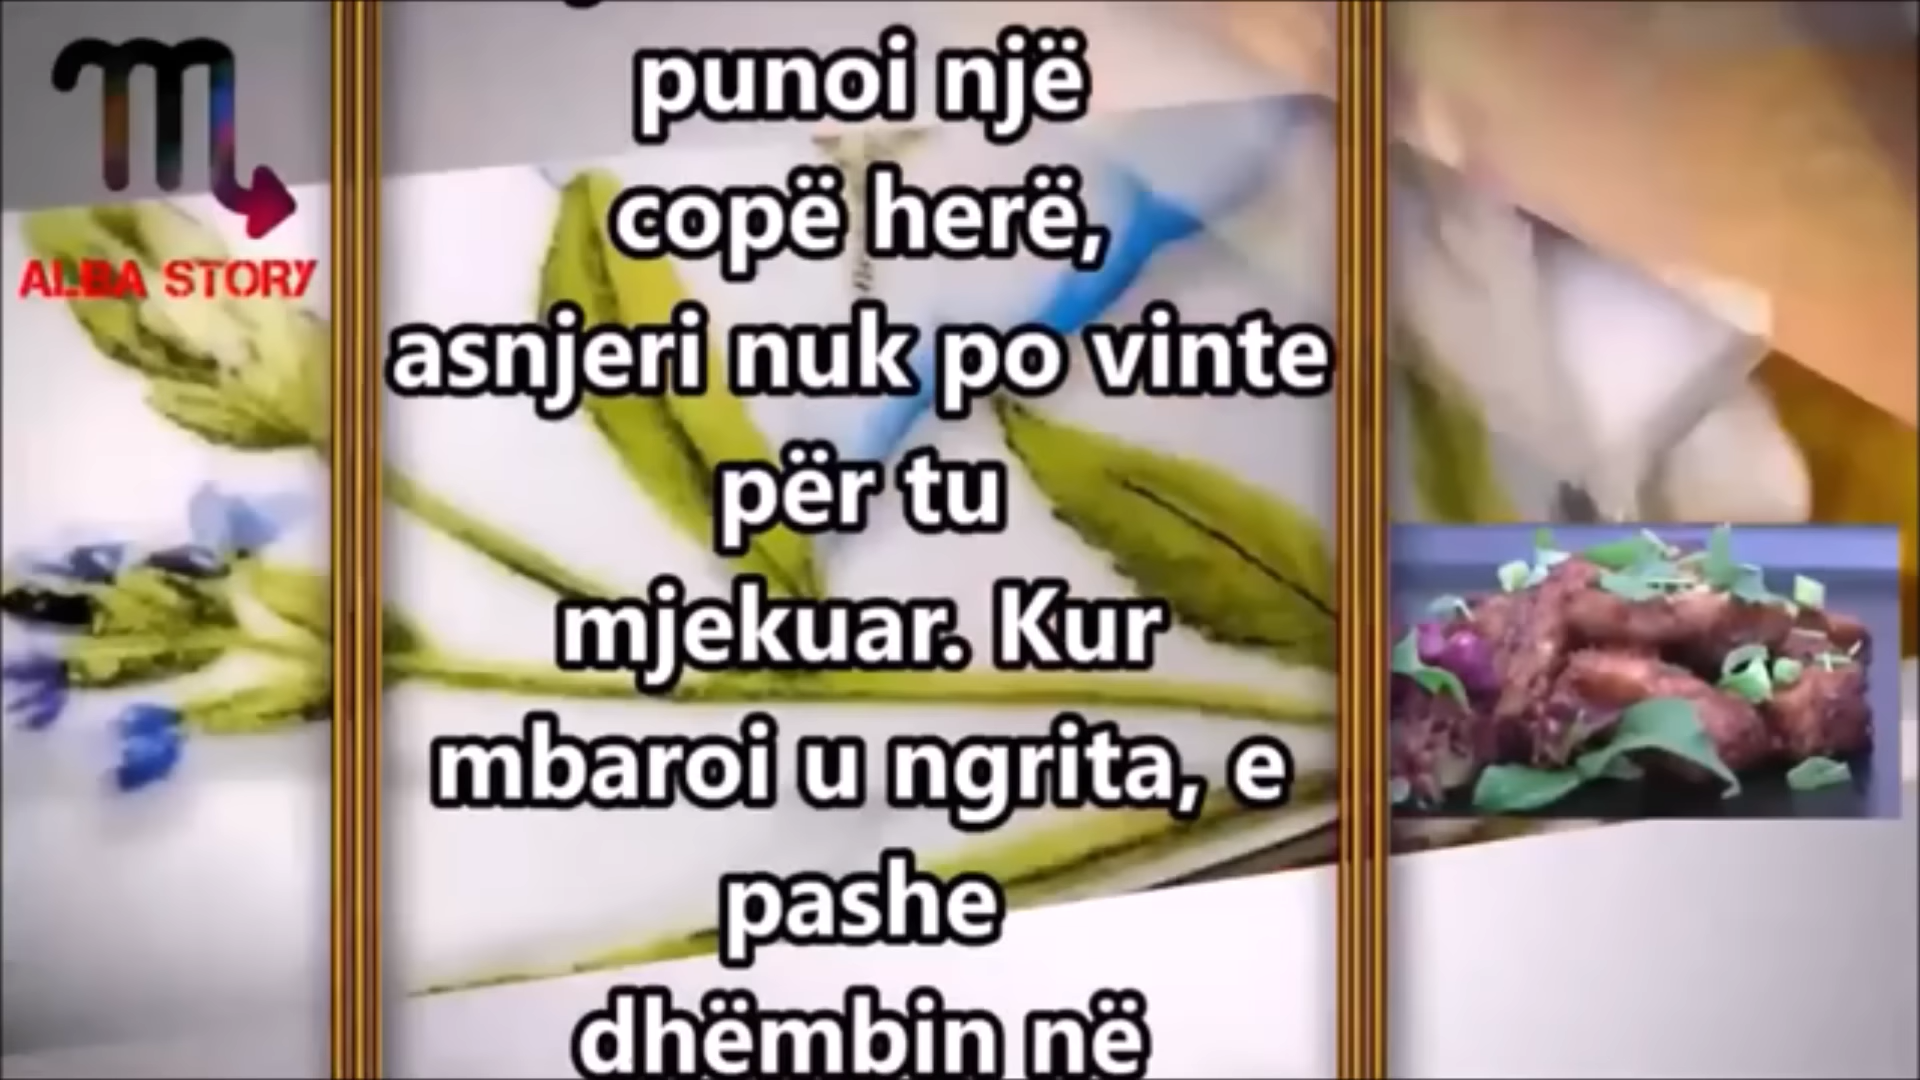 ALBA STORY
punoi një
copë herë,
asnjeri nuk po vinte
për tu
mjekuar. Kur
mbaroi u ngrita, e
pashe
dhëmbin në